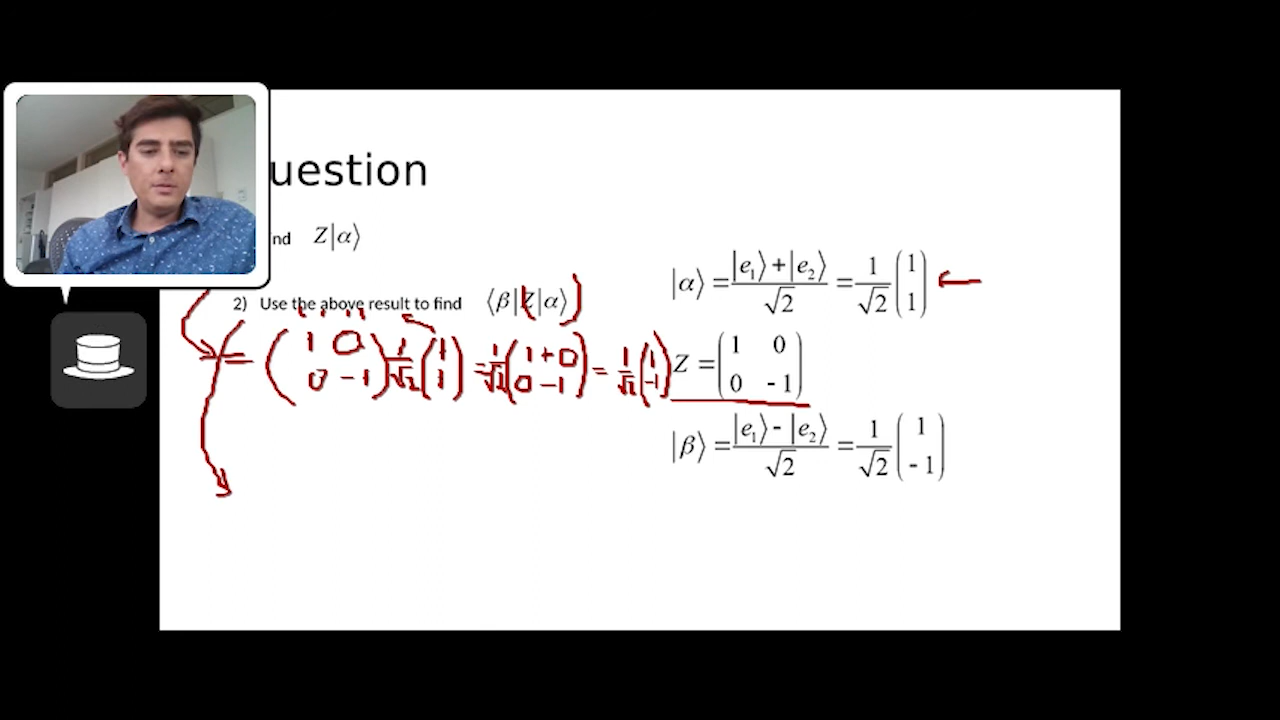 uestion
nd Z|α⟩
2) Use the above result to find ⟨β|Z|α⟩
= (1 0; 0 -1) 1/√2 (1; 1) = 1/√2 (1+0; 0-1) = 1/√2 (1; -1)
|α⟩ = (|e₁⟩ + |e₂⟩)/√2 = 1/√2 (1; 1)
Z = (1 0; 0 -1)
|β⟩ = (|e₁⟩ - |e₂⟩)/√2 = 1/√2 (1; -1)